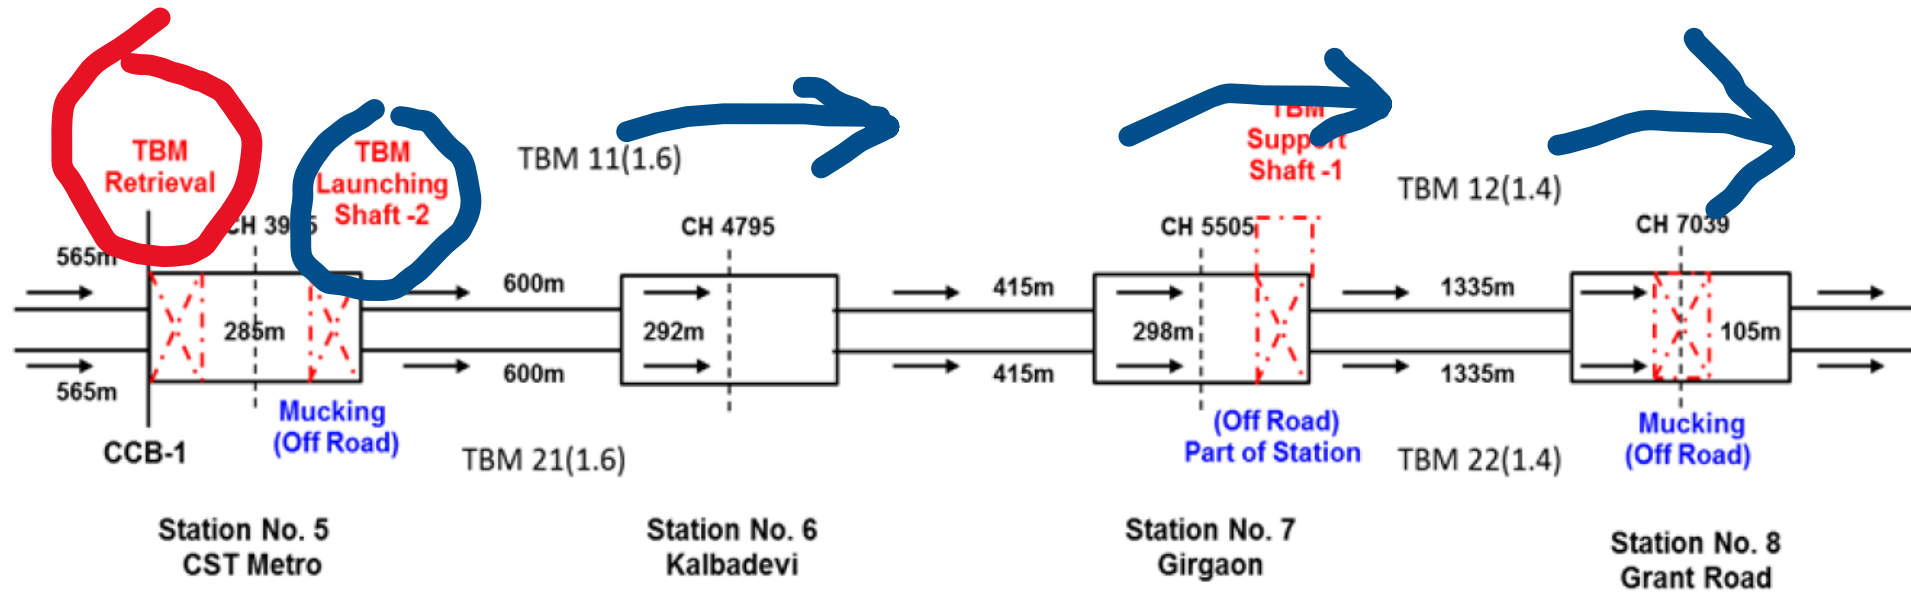 TBM
Retrieval
TBM
Launching
Shaft -2
TBM 11(1.6)
TBM
Support
Shaft -1
TBM 12(1.4)
CH 4795
CH 5505
CH 7039
565m
600m
415m
1335m
285m
292m
298m
105m
565m
600m
415m
1335m
CCB-1
Mucking
(Off Road)
TBM 21(1.6)
(Off Road)
Part of Station
TBM 22(1.4)
Mucking
(Off Road)
Station No. 5
CST Metro
Station No. 6
Kalbadevi
Station No. 7
Girgaon
Station No. 8
Grant Road